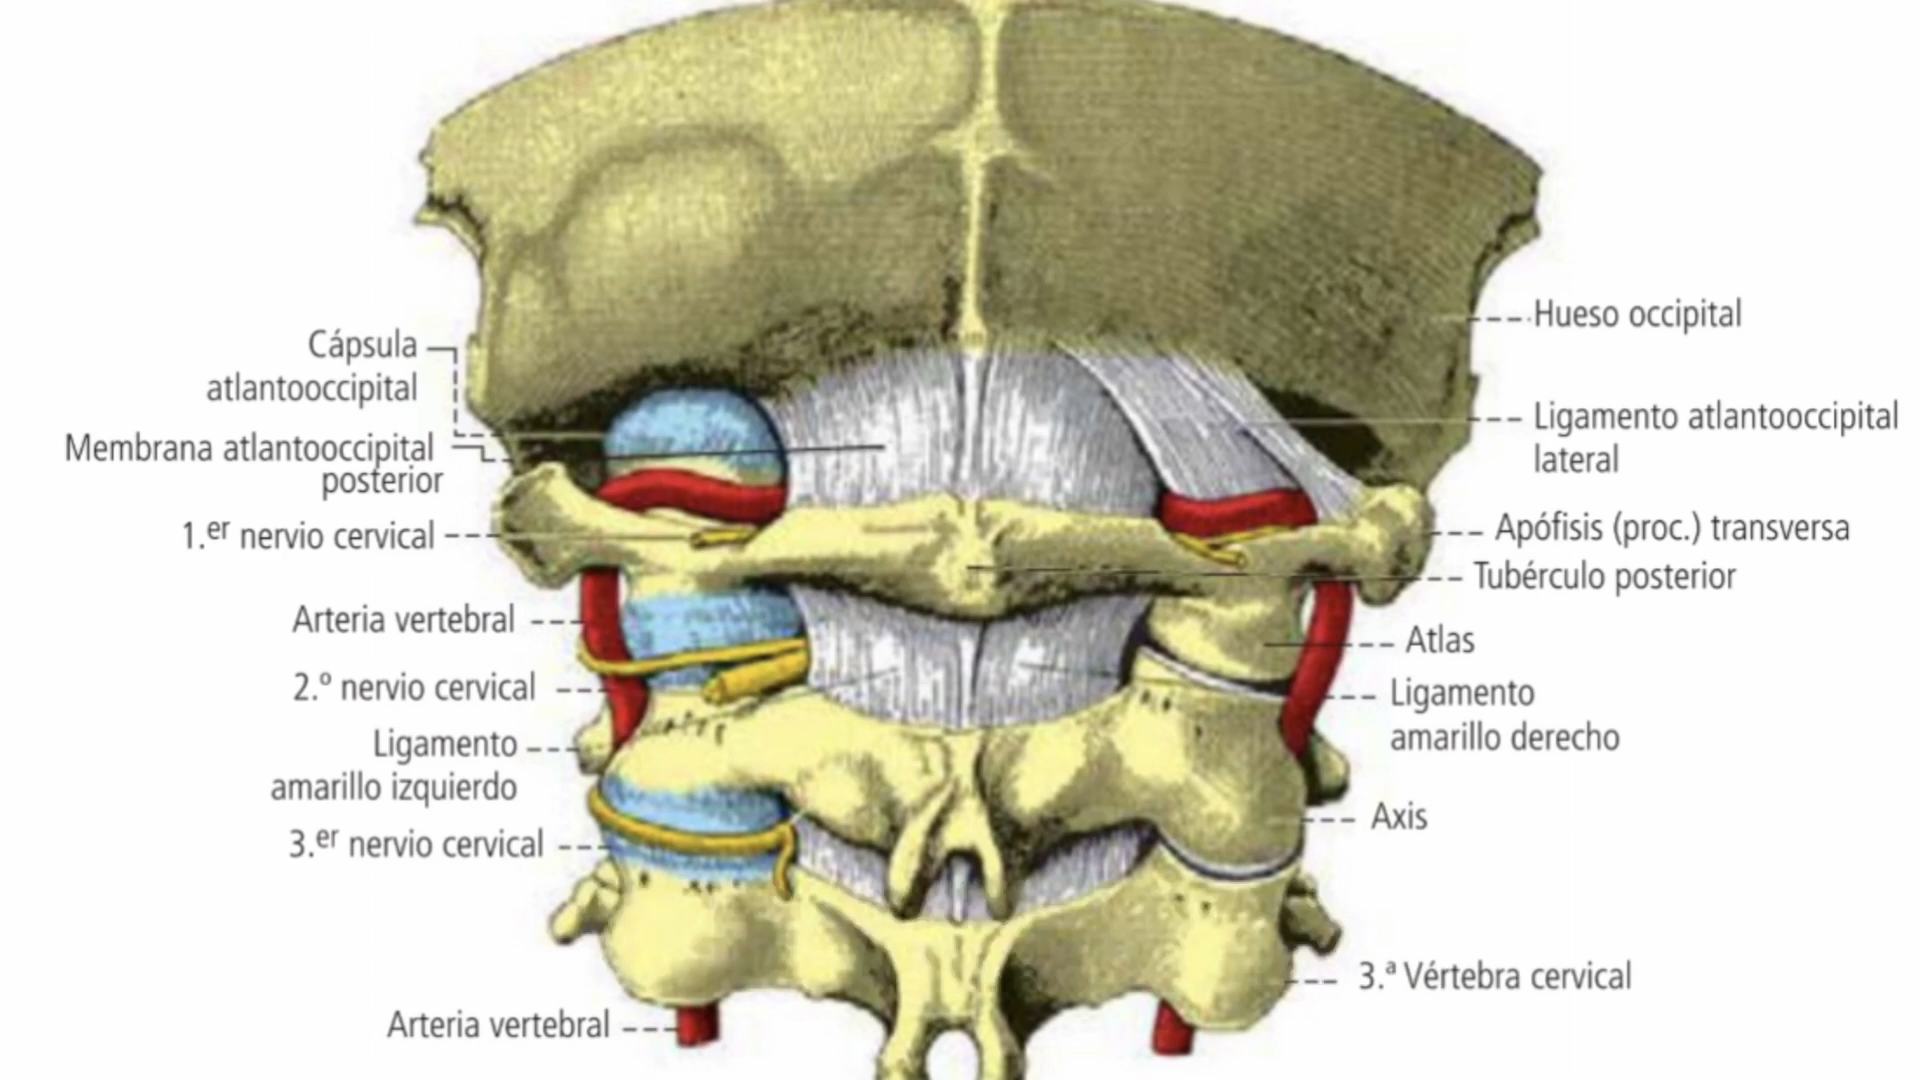 Cápsula
atlantooccipital
Membrana atlantooccipital
posterior
1.er nervio cervical
Arteria vertebral
2.º nervio cervical
Ligamento
amarillo izquierdo
3.er nervio cervical
Arteria vertebral
Hueso occipital
Ligamento atlantooccipital
lateral
Apófisis (proc.) transversa
Tubérculo posterior
Atlas
Ligamento
amarillo derecho
Axis
3.ª Vértebra cervical